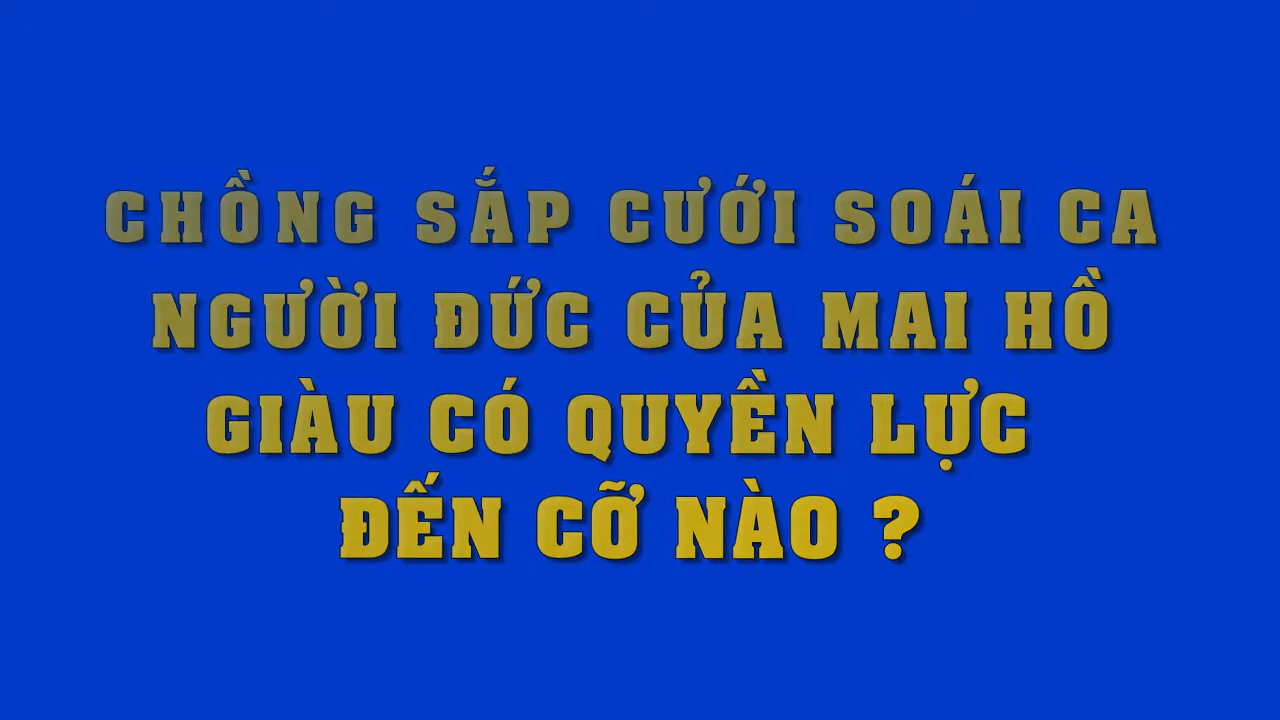 CHỒNG SẮP CƯỚI SOÁI CA
NGƯỜI ĐỨC CỦA MAI HỒ
GIÀU CÓ QUYỀN LỰC
ĐẾN CỠ NÀO ?